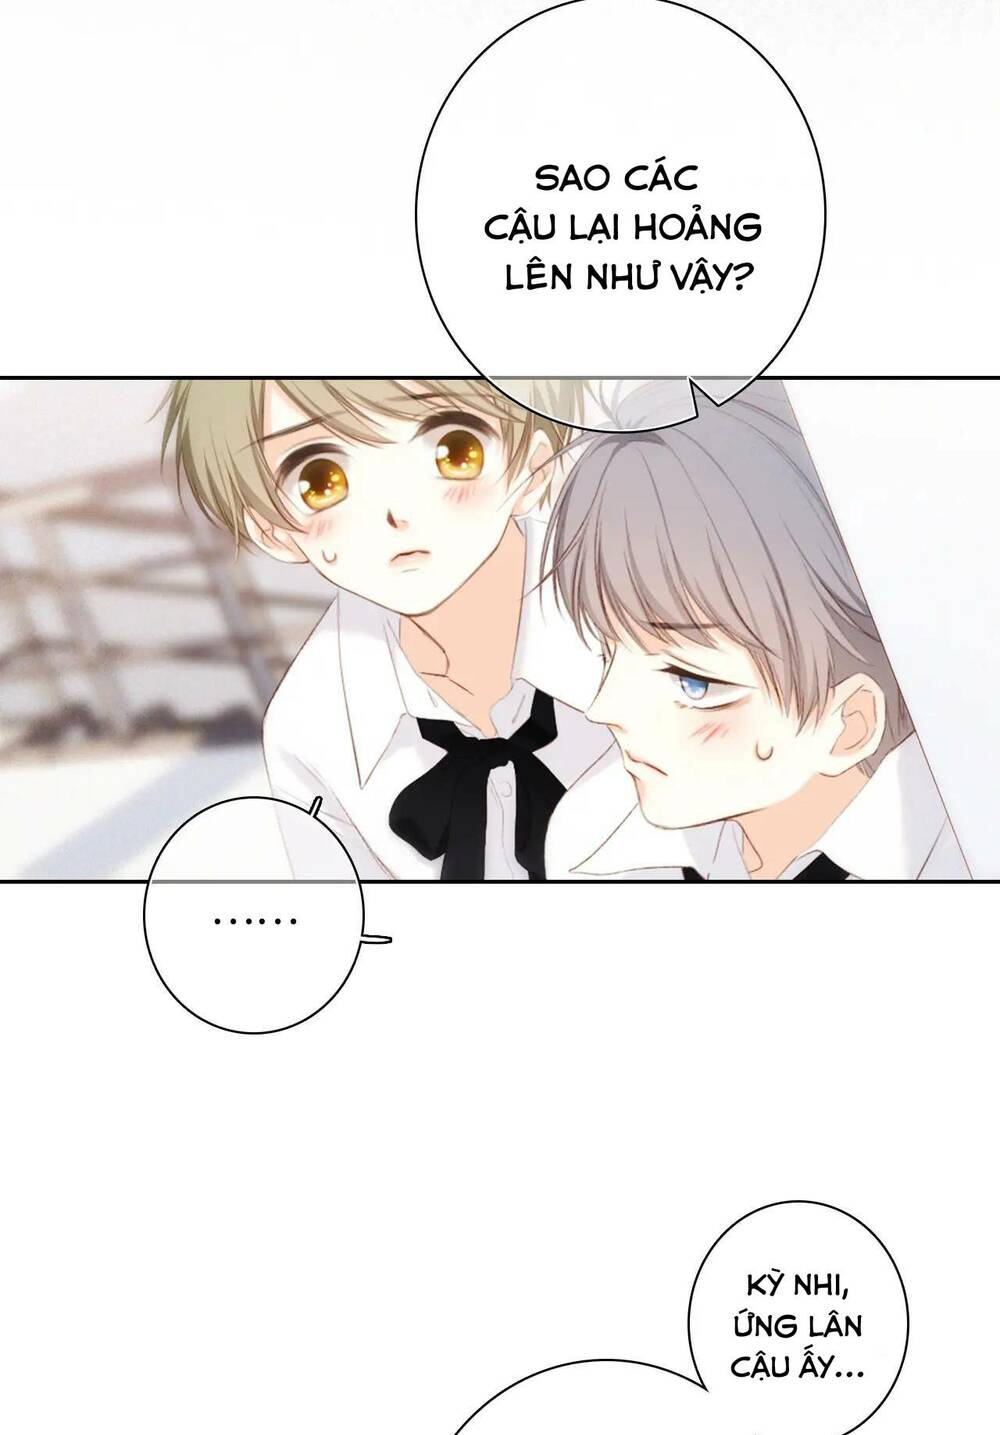 SAO CÁC
CẬU LẠI HOẢNG
LÊN NHƯ VẬY?
......
KỲ NHI,
ỨNG LÂN
CẬU ẤY...